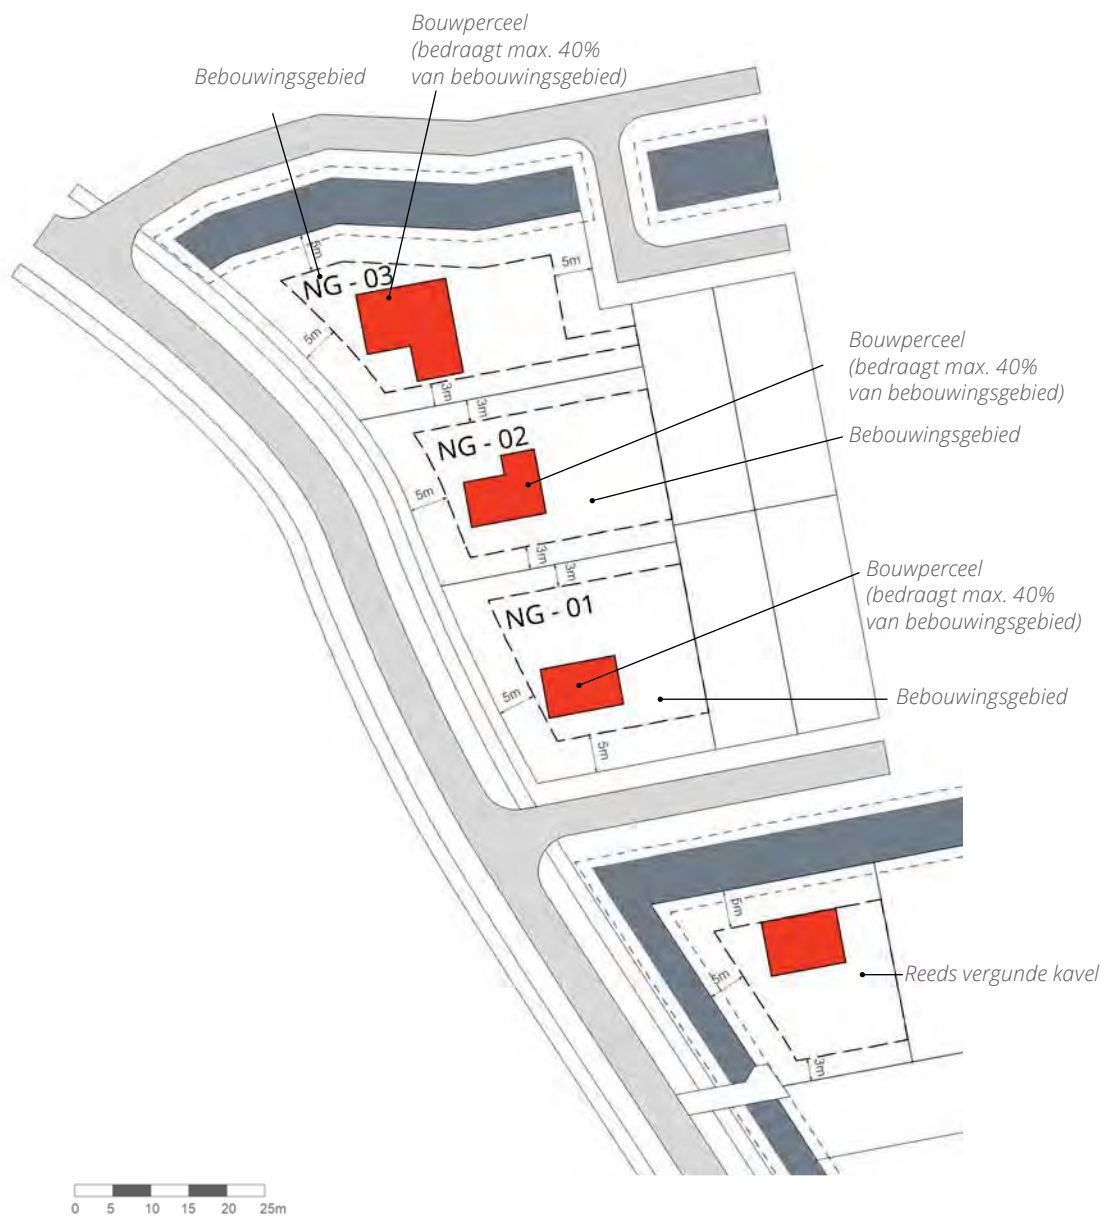 Bouwperceel
(bedraagt max. 40%
van bebouwingsgebied)
Bebouwingsgebied
5m
NG - 03
5m
5m
3m
3m
Bouwperceel
(bedraagt max. 40%
van bebouwingsgebied)
NG - 02
Bebouwingsgebied
5m
3m
3m
Bouwperceel
(bedraagt max. 40%
van bebouwingsgebied)
NG - 01
5m
Bebouwingsgebied
5m
5m
5m
Reeds vergunde kavel
3m
0 5 10 15 20 25m